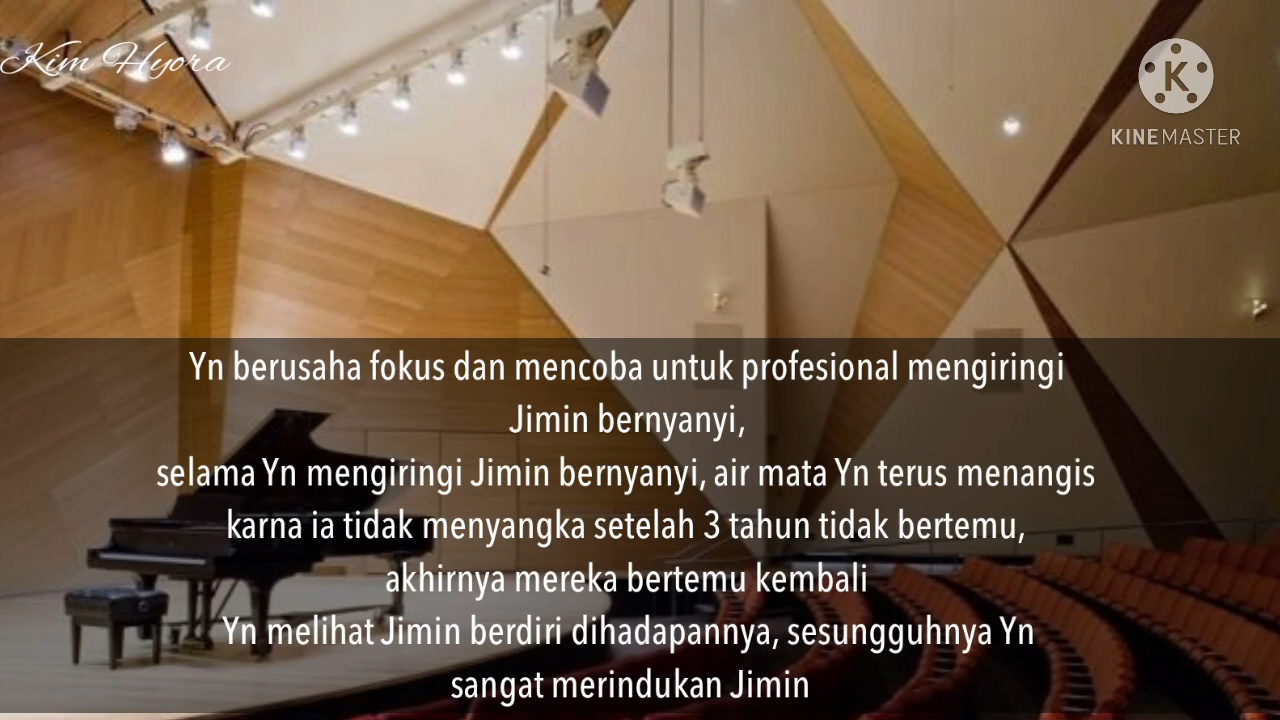 Kim Hyora
K
KINEMASTER
Yn berusaha fokus dan mencoba untuk profesional mengiringi
Jimin bernyanyi,
selama Yn mengiringi Jimin bernyanyi, air mata Yn terus menangis
karna ia tidak menyangka setelah 3 tahun tidak bertemu,
akhirnya mereka bertemu kembali
Yn melihat Jimin berdiri dihadapannya, sesungguhnya Yn
sangat merindukan Jimin